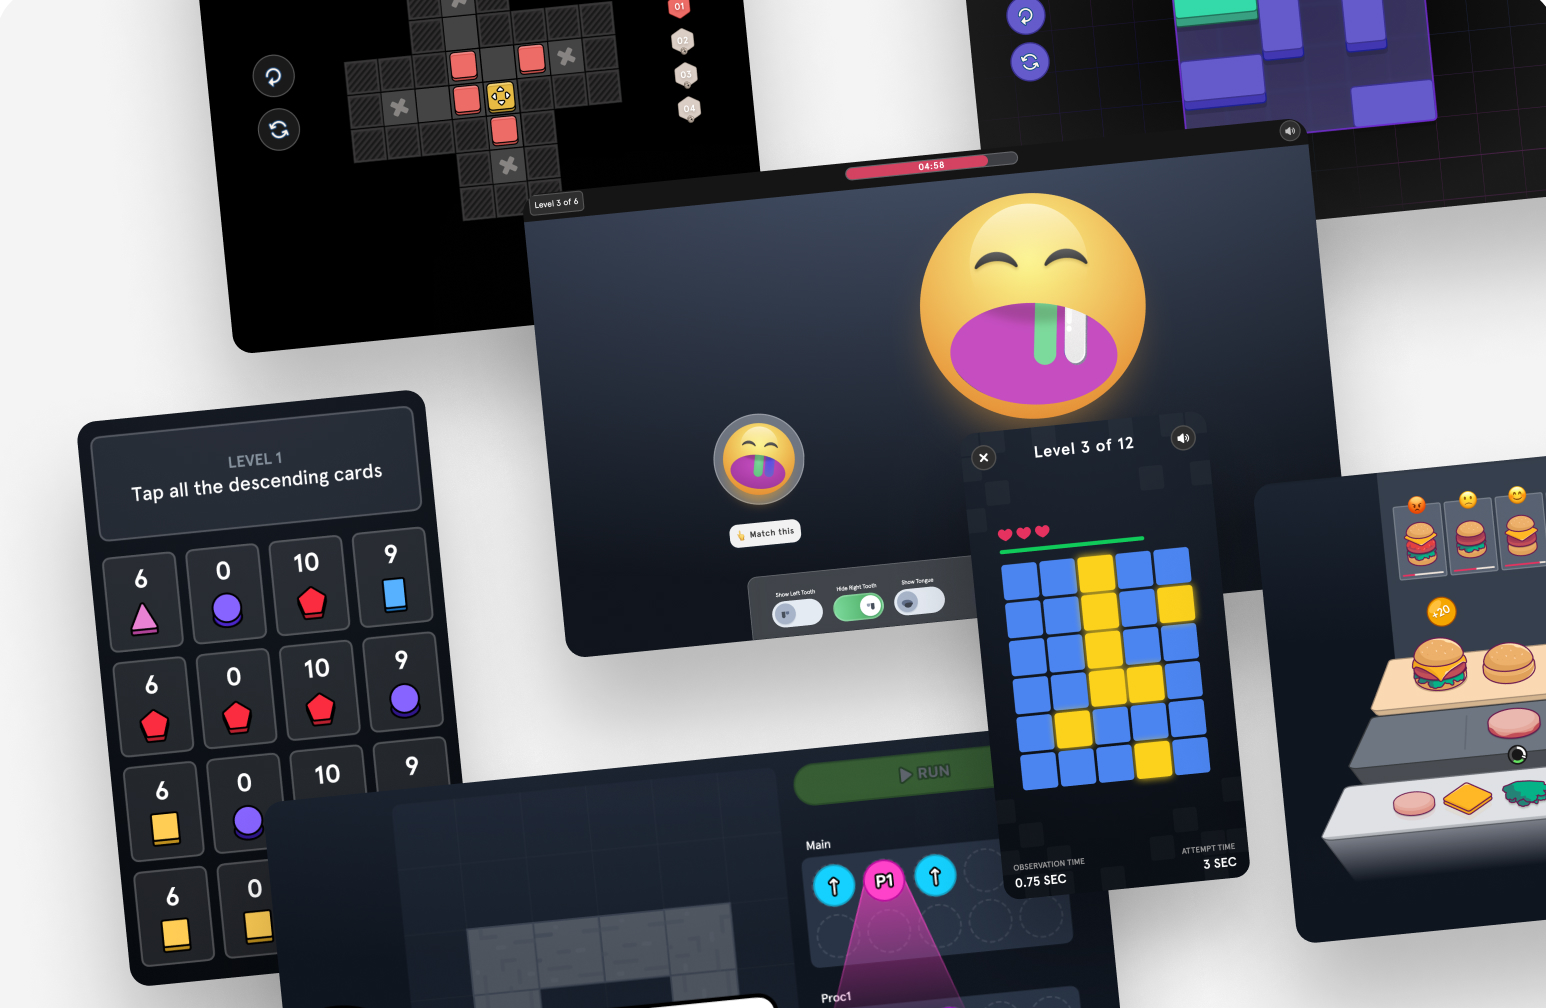 01
02
03
04
04:58
Level 3 of 6
Match this
Show Left Tooth
Hide Right Tooth
Show Tongue
LEVEL 1
Tap all the descending cards
6
0
10
9
6
0
10
9
6
0
10
9
6
0
Level 3 of 12
OBSERVATION TIME
0.75 SEC
ATTEMPT TIME
3 SEC
+20
RUN
Main
P1
Proc1